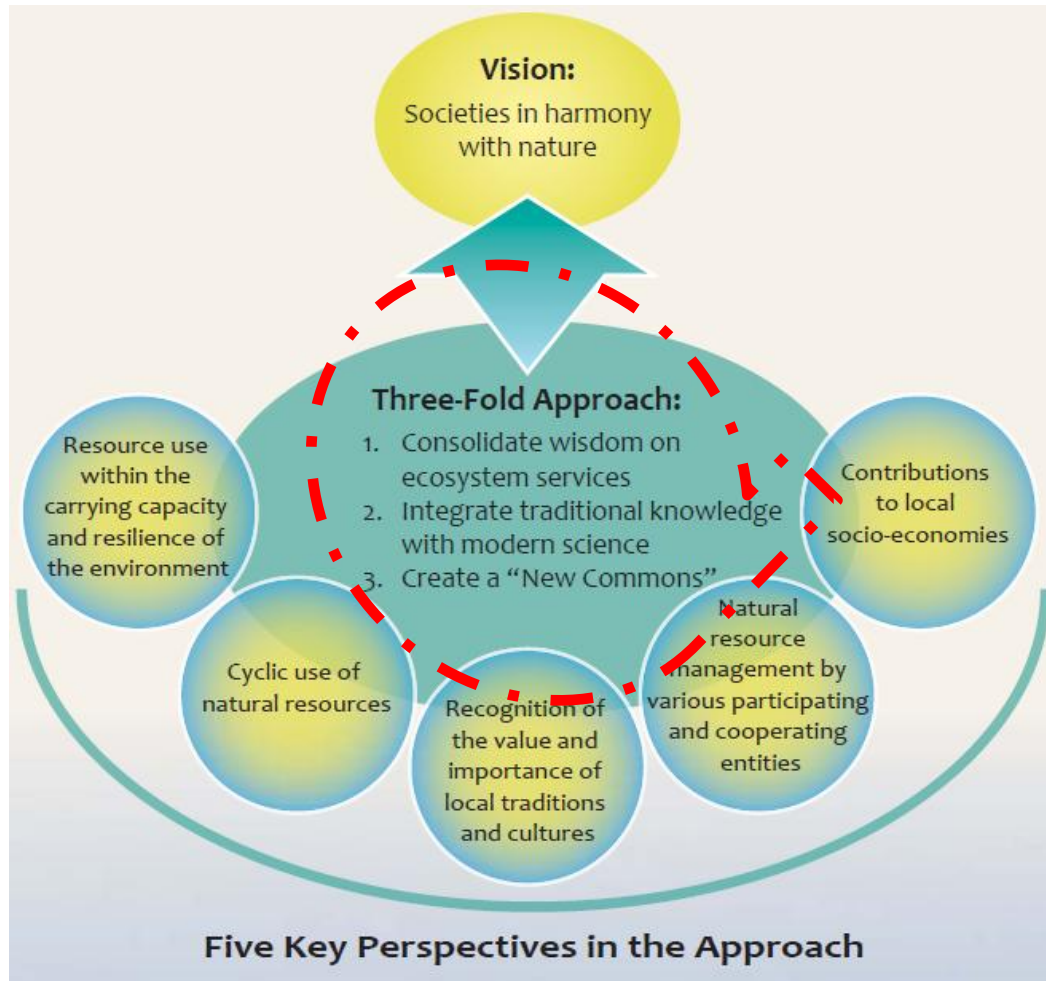 Vision:
Societies in harmony
with nature
Three-Fold Approach:
1. Consolidate wisdom on
ecosystem services
2. Integrate traditional knowledge
with modern science
3. Create a “New Commons”
Resource use
within the
carrying capacity
and resilience of
the environment
Cyclic use of
natural resources
Recognition of
the value and
importance of
local traditions
and cultures
Natural
resource
management by
various participating
and cooperating
entities
Contributions
to local
socio-economies
Five Key Perspectives in the Approach